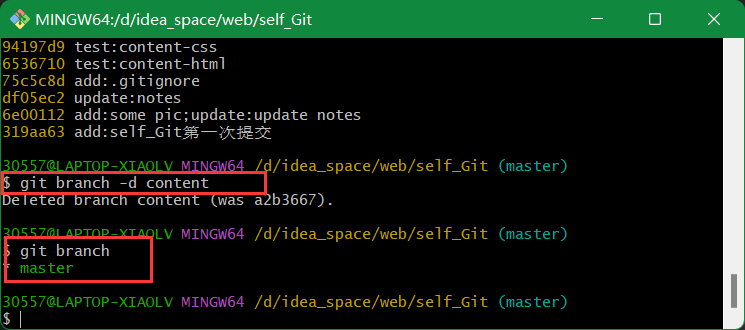 MINGW64:/d/idea_space/web/self_Git
94197d9 test:content-css
6536710 test:content-html
75c5c8d add:.gitignore
df05ec2 update:notes
6e00112 add:some pic;update:update notes
319aa63 add:self_Git第一次提交
30557@LAPTOP-XIAOLV MINGW64 /d/idea_space/web/self_Git (master)
$ git branch -d content
Deleted branch content (was a2b3667).
30557@LAPTOP-XIAOLV MINGW64 /d/idea_space/web/self_Git (master)
$ git branch
* master
30557@LAPTOP-XIAOLV MINGW64 /d/idea_space/web/self_Git (master)
$